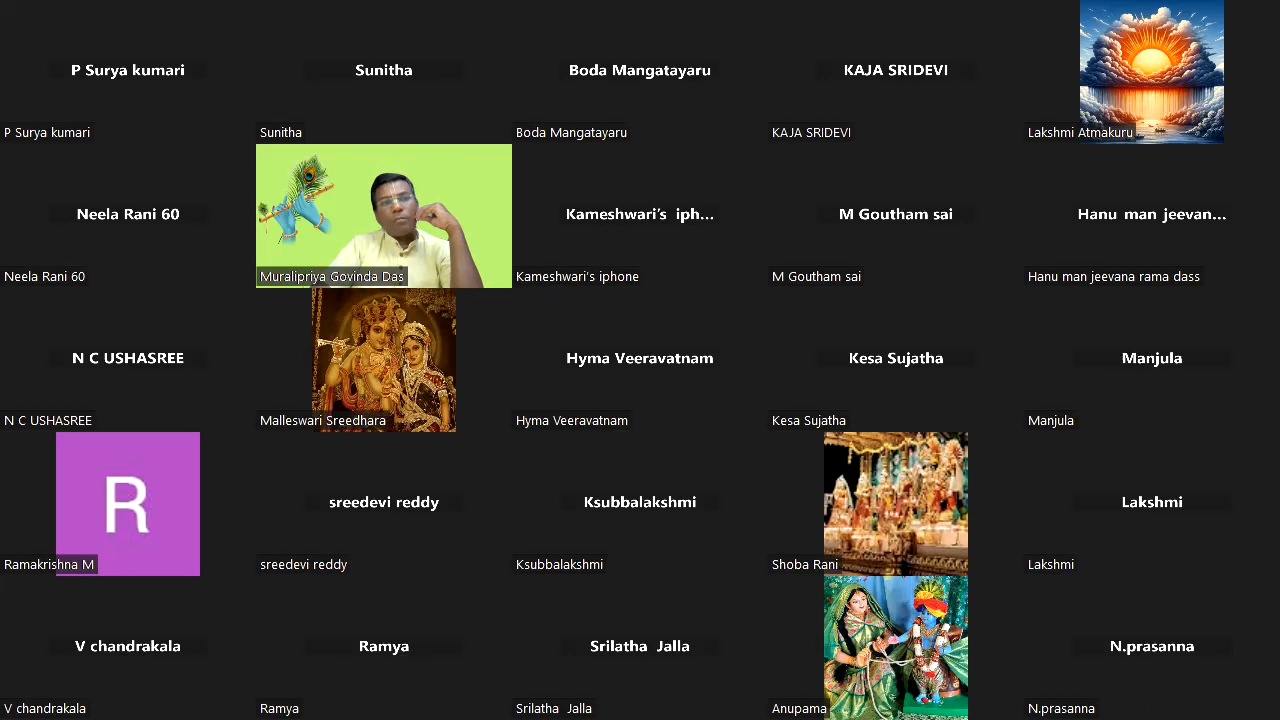 P Surya kumari
Sunitha
Boda Mangatayaru
KAJA SRIDEVI
P Surya kumari
Sunitha
Boda Mangatayaru
KAJA SRIDEVI
Lakshmi Atmakuru
Neela Rani 60
Kameshwari's iph...
M Goutham sai
Hanu man jeevan...
Neela Rani 60
Muralipriya Govinda Das
Kameshwari's iphone
M Goutham sai
Hanu man jeevana rama dass
N C USHASREE
Hyma Veeravatnam
Kesa Sujatha
Manjula
N C USHASREE
Malleswari Sreedhara
Hyma Veeravatnam
Kesa Sujatha
Manjula
R
sreedevi reddy
Ksubbalakshmi
Lakshmi
Ramakrishna M
sreedevi reddy
Ksubbalakshmi
Shoba Rani
Lakshmi
V chandrakala
Ramya
Srilatha Jalla
N.prasanna
V chandrakala
Ramya
Srilatha Jalla
Anupama
N.prasanna